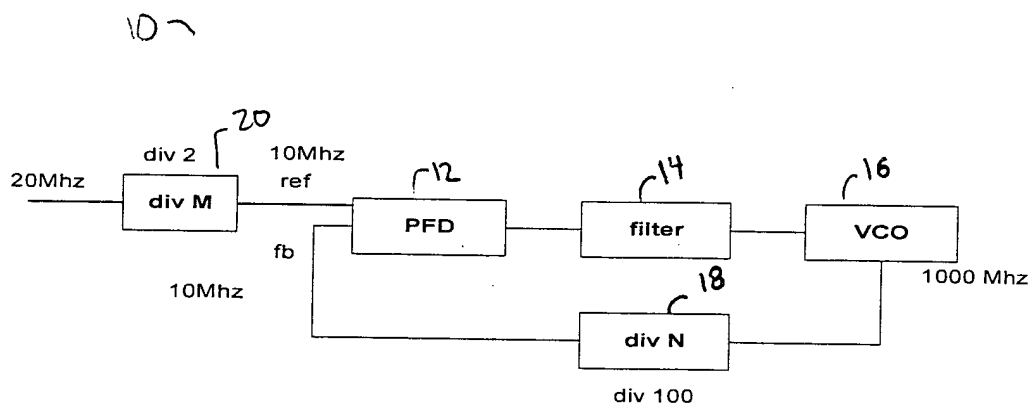 10
20
div 2
10Mhz
12
14
16
20Mhz
div M
ref
PFD
filter
VCO
fb
1000 Mhz
10Mhz
18
div N
div 100